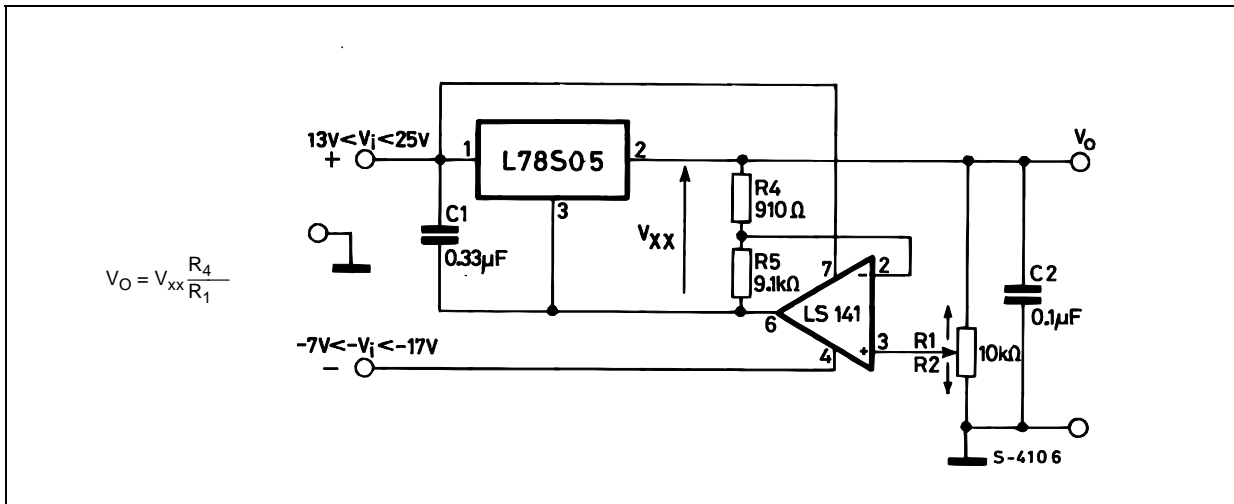 13V<Vi<25V
+
1
L78S05
2
VO
3
C1
0.33µF
VXX
R4
910Ω
R5
9.1kΩ
7
2
-
LS 141
6
+
3
4
R1
R2
10kΩ
C2
0.1µF
VO = Vxx R4
R1
-7V<-Vi<-17V
-
S-4106